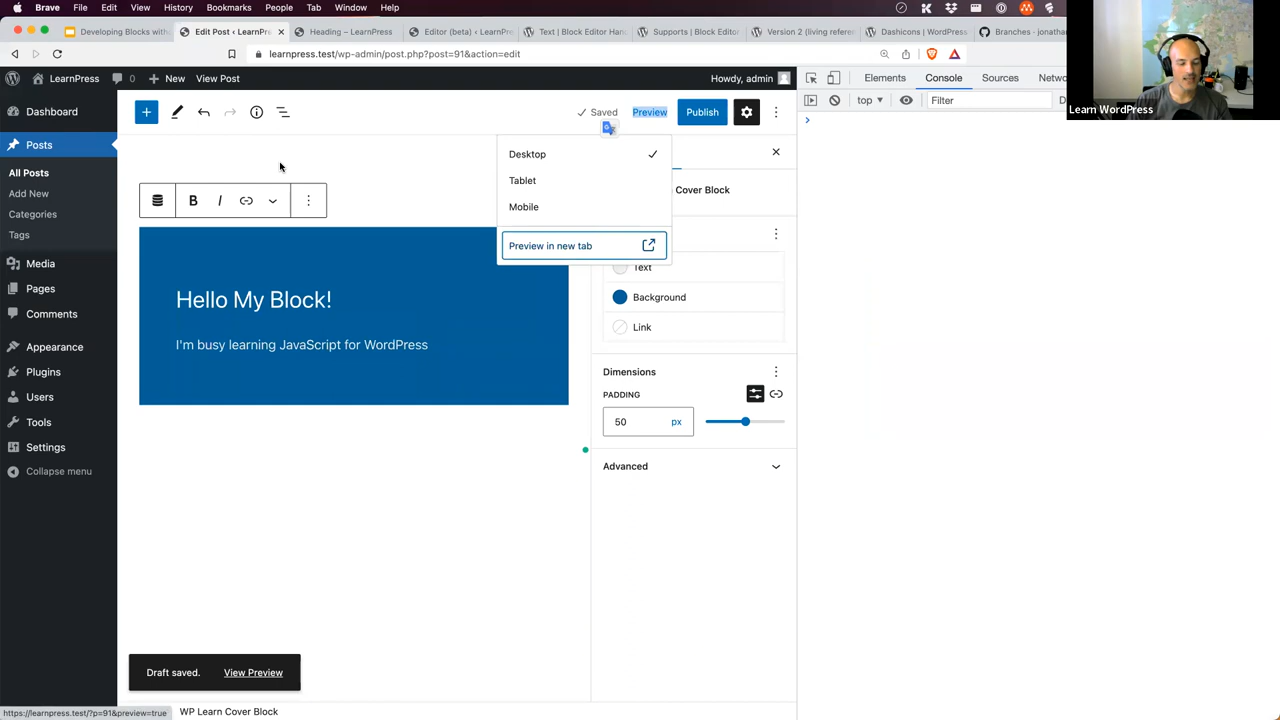 Brave File Edit View History Bookmarks People Tab Window Help
Developing Blocks with
Edit Post ‹ LearnPre
Heading – LearnPress
Editor (beta) ‹ LearnPr
Text | Block Editor Han
Supports | Block Editor
Version 2 (living refere
Dashicons | WordPress
Branches · jonathan
learnpress.test/wp-admin/post.php?post=91&action=edit
LearnPress 0 New View Post
Howdy, admin
Elements Console Sources Netw
top Filter
Learn WordPress
Dashboard
Posts
All Posts
Add New
Categories
Tags
Media
Pages
Comments
Appearance
Plugins
Users
Tools
Settings
Collapse menu
Saved Preview Publish
Desktop
Tablet
Mobile
Preview in new tab
B I
Hello My Block!
I'm busy learning JavaScript for WordPress
Cover Block
Text
Background
Link
Dimensions
PADDING
50 px
Advanced
Draft saved. View Preview
https://learnpress.test/?p=91&preview=true
WP Learn Cover Block